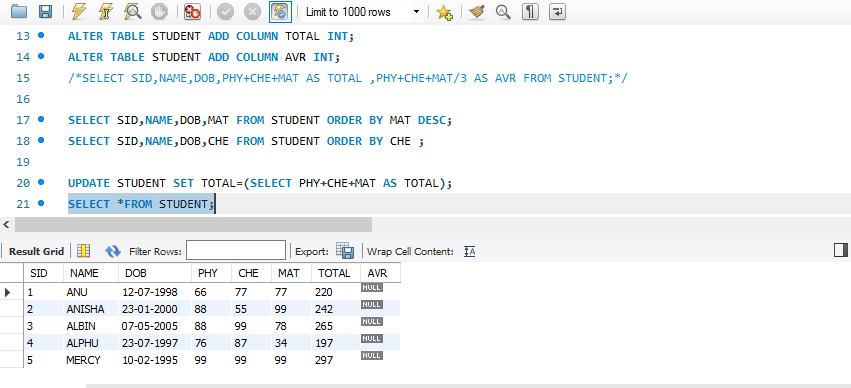 Limit to 1000 rows
13 ALTER TABLE STUDENT ADD COLUMN TOTAL INT;
14 ALTER TABLE STUDENT ADD COLUMN AVR INT;
15 /*SELECT SID,NAME,DOB,PHY+CHE+MAT AS TOTAL ,PHY+CHE+MAT/3 AS AVR FROM STUDENT;*/
16
17 SELECT SID,NAME,DOB,MAT FROM STUDENT ORDER BY MAT DESC;
18 SELECT SID,NAME,DOB,CHE FROM STUDENT ORDER BY CHE ;
19
20 UPDATE STUDENT SET TOTAL=(SELECT PHY+CHE+MAT AS TOTAL);
21 SELECT *FROM STUDENT;
Result Grid Filter Rows: Export: Wrap Cell Content: IA
SID NAME DOB PHY CHE MAT TOTAL AVR
1 ANU 12-07-1998 66 77 77 220 NULL
2 ANISHA 23-01-2000 88 55 99 242 NULL
3 ALBIN 07-05-2005 88 99 78 265 NULL
4 ALPHU 23-07-1997 76 87 34 197 NULL
5 MERCY 10-02-1995 99 99 99 297 NULL